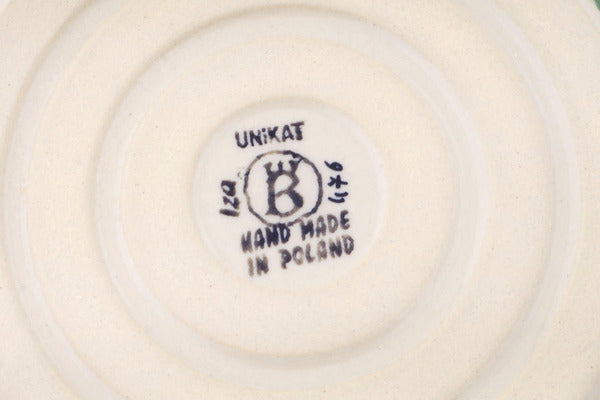 UNIKAT
Iza
B
HAND MADE
IN POLAND